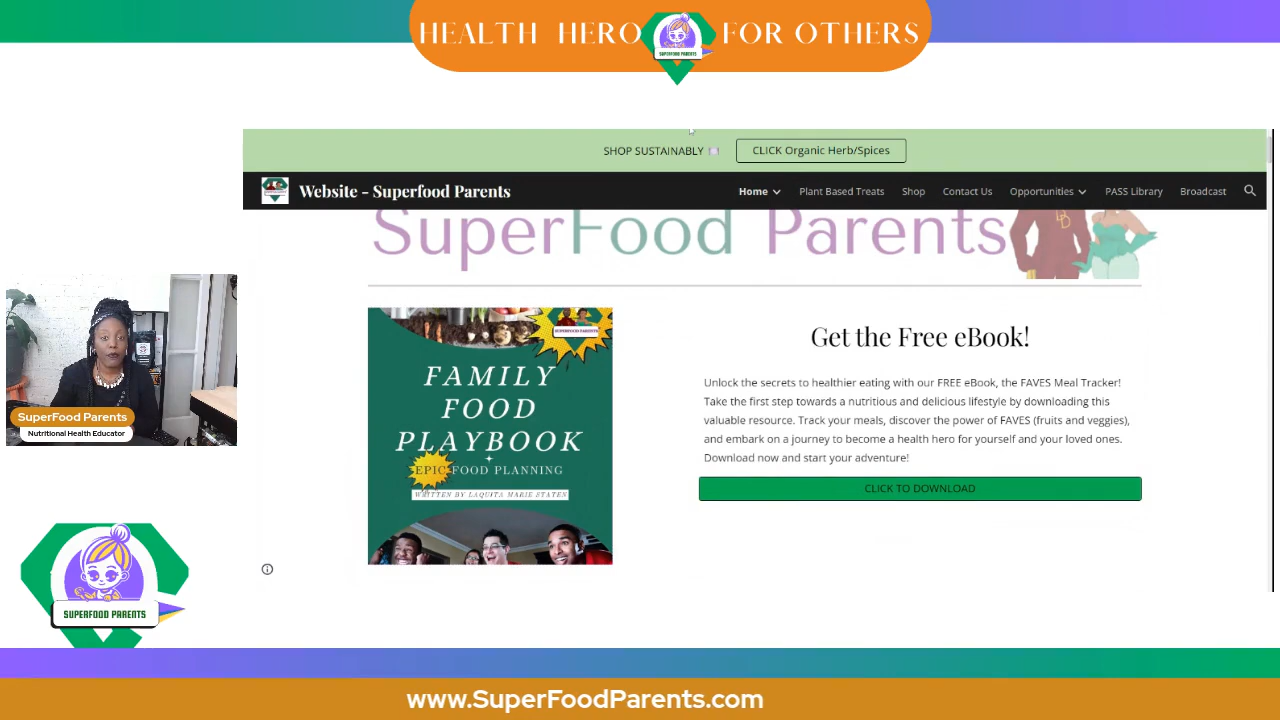 HEALTH HERO FOR OTHERS
SUPERFOOD PARENTS
SHOP SUSTAINABLY
CLICK Organic Herb/Spices
Website - Superfood Parents
Home
Plant Based Treats
Shop
Contact Us
Opportunities
PASS Library
Broadcast
SuperFood Parents
SUPERFOOD PARENTS
FAMILY
FOOD
PLAYBOOK
EPIC FOOD PLANNING
WRITTEN BY LAQUITA MARIE STATES
Get the Free eBook!
Unlock the secrets to healthier eating with our FREE eBook, the FAVES Meal Tracker!
Take the first step towards a nutritious and delicious lifestyle by downloading this
valuable resource. Track your meals, discover the power of FAVES (fruits and veggies),
and embark on a journey to become a health hero for yourself and your loved ones.
Download now and start your adventure!
CLICK TO DOWNLOAD
SuperFood Parents
Nutritional Health Educator
SUPERFOOD PARENTS
www.SuperFoodParents.com